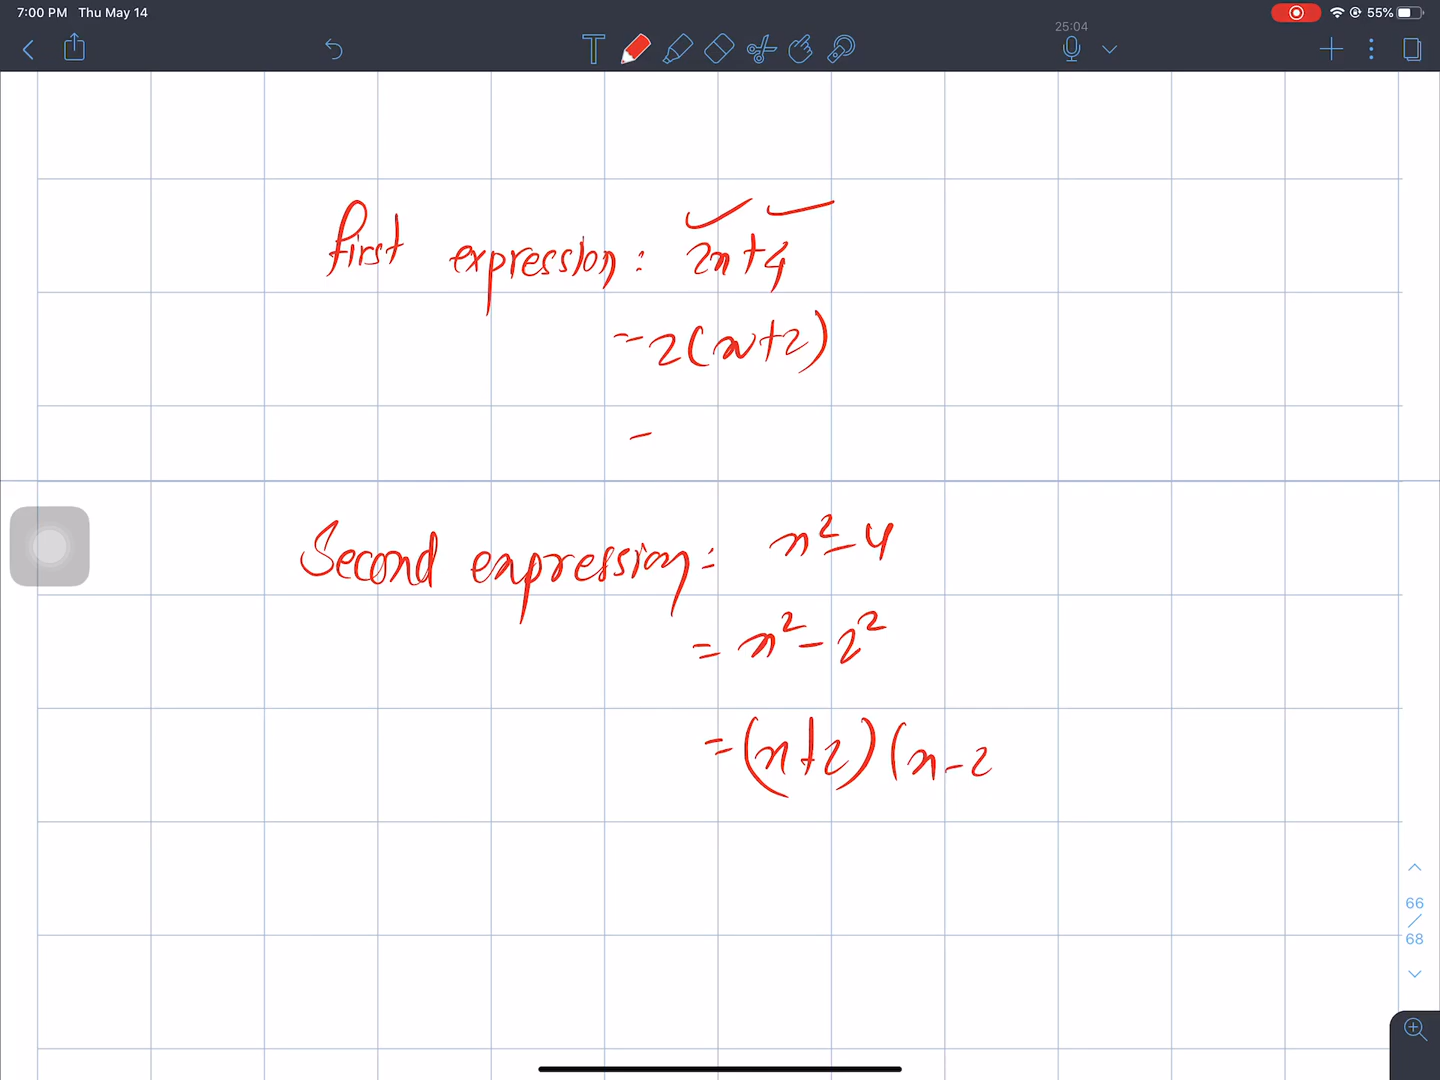 7:00 PM Thu May 14
55%
25:04
T
first expression: 2x+4
=2(x+2)
-
Second expression: x²-4
= x²-2²
=(x+2)(x-2
66
/
68